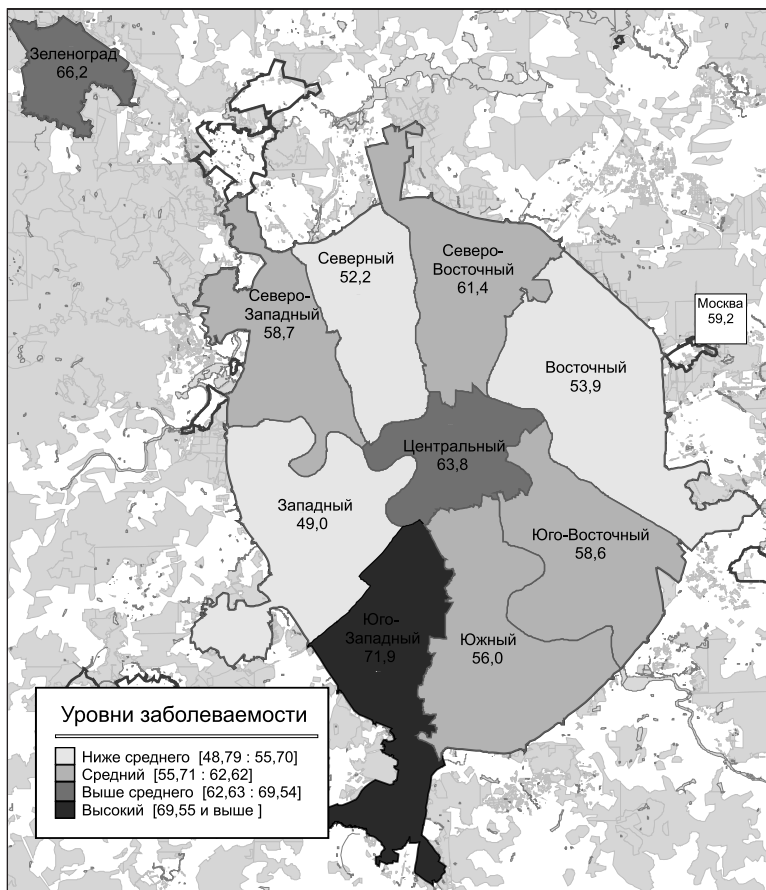 Зеленоград
66,2
Северный
52,2
Северо-
Восточный
61,4
Северо-
Западный
58,7
Москва
59,2
Восточный
53,9
Центральный
63,8
Западный
49,0
Юго-Восточный
58,6
Юго-
Западный
71,9
Южный
56,0
Уровни заболеваемости
Ниже среднего [48,79 : 55,70]
Средний [55,71 : 62,62]
Выше среднего [62,63 : 69,54]
Высокий [69,55 и выше ]